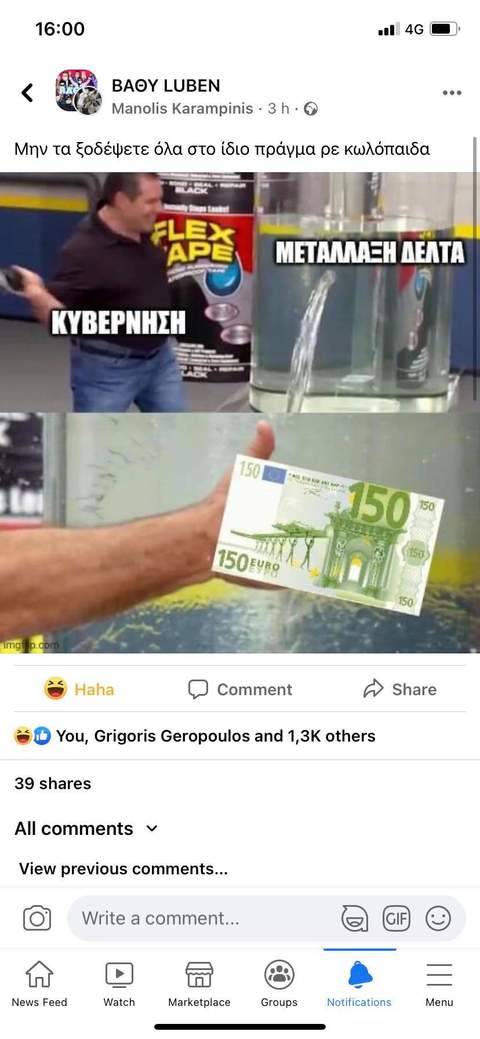 16:00
4G
ΒΑΘΥ LUBEN
Manolis Karampinis · 3 h ·
Μην τα ξοδέψετε όλα στο ίδιο πράγμα ρε κωλόπαιδα
BLACK
FLEX
TAPE
ΜΕΤΑΛΛΑΞΗ ΔΕΛΤΑ
ΚΥΒΕΡΝΗΣΗ
150
150
150
150
150 EURO
ΕΥΡΩ
150
imgflip.com
Haha
Comment
Share
You, Grigoris Geropoulos and 1,3K others
39 shares
All comments
View previous comments...
Write a comment...
GIF
News Feed
Watch
Marketplace
Groups
Notifications
Menu